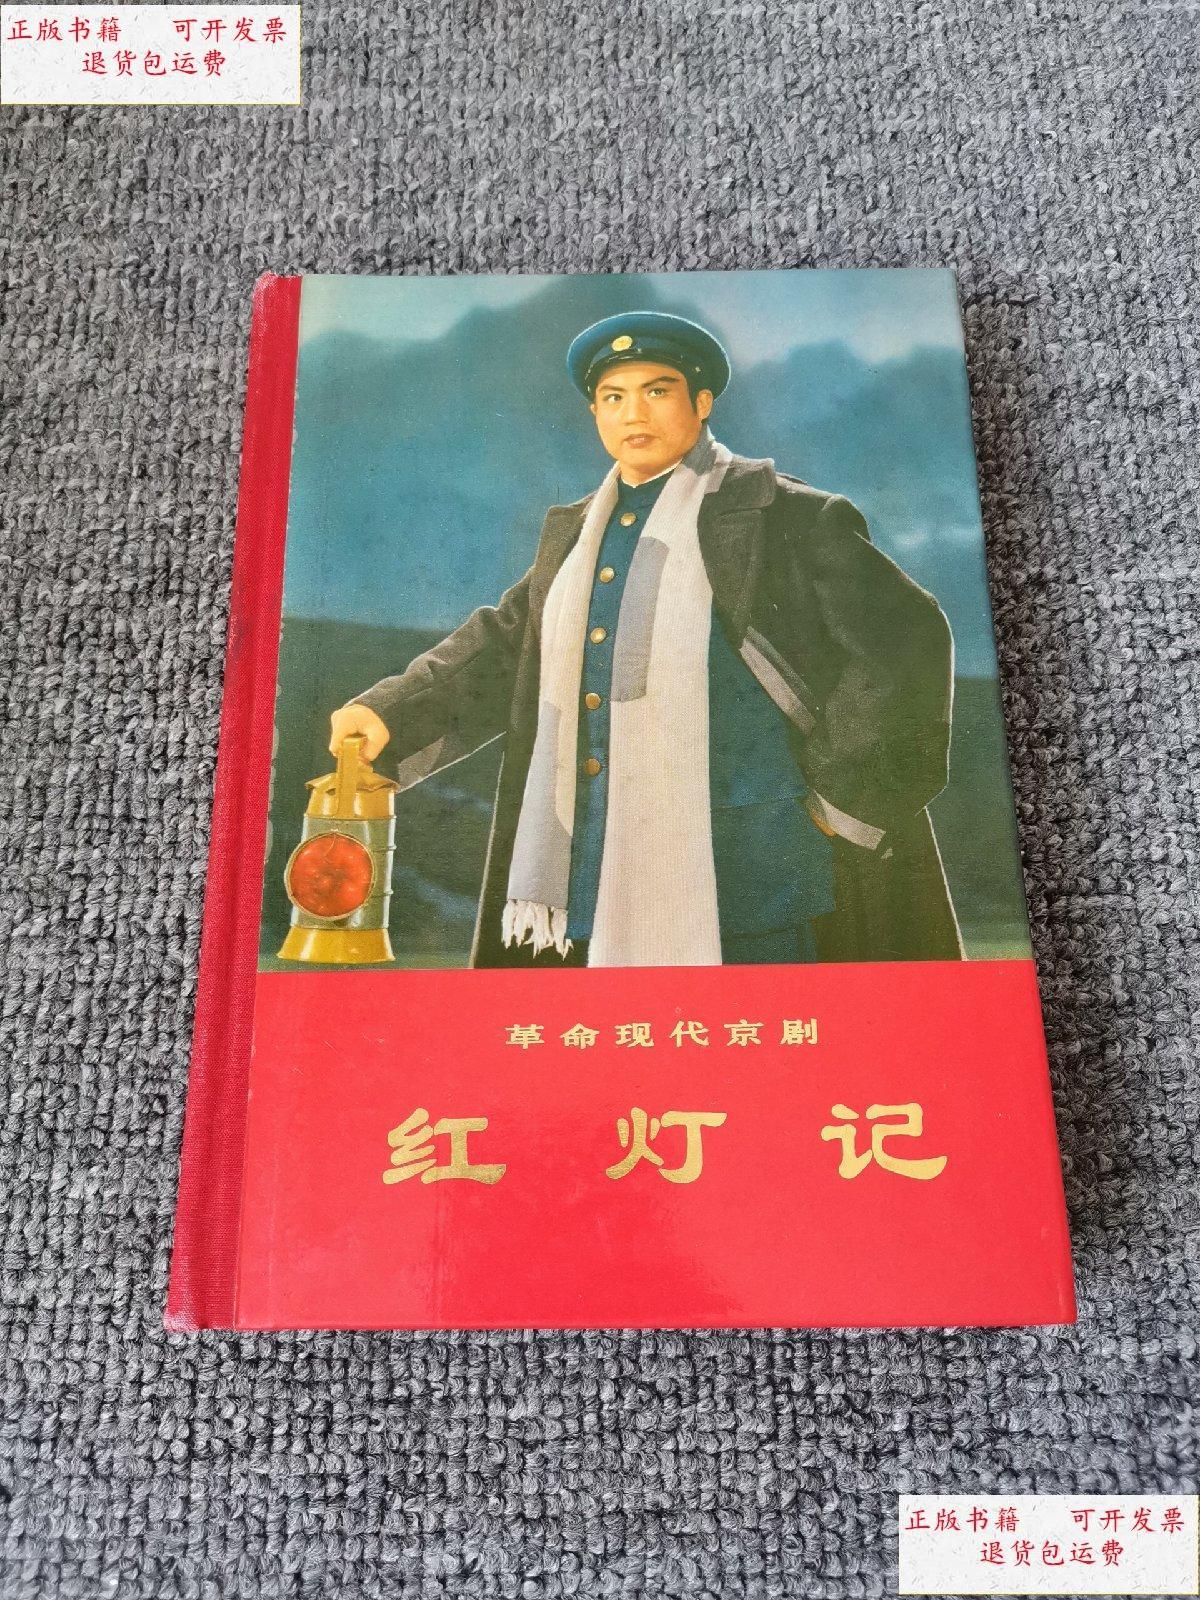 正版书籍 可开发票
退货包运费
革命现代京剧
红灯记
正版书籍 可开发票
退货包运费